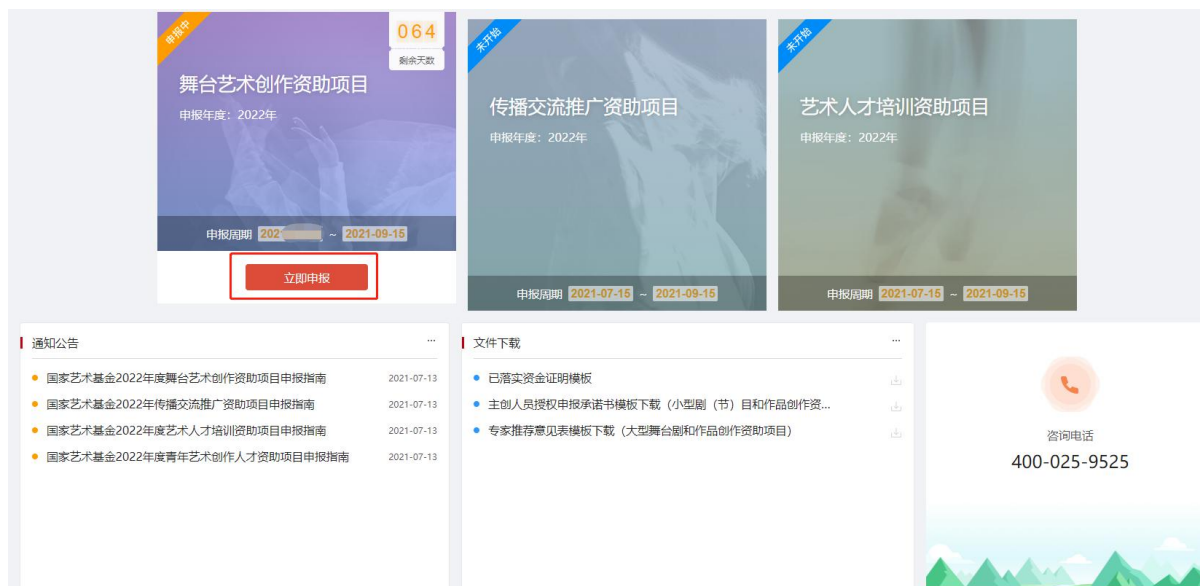 申报中
064
剩余天数
舞台艺术创作资助项目
申报年度：2022年
申报周期 202 ~ 2021-09-15
立即申报
未开始
传播交流推广资助项目
申报年度：2022年
申报周期 2021-07-15 ~ 2021-09-15
未开始
艺术人才培训资助项目
申报年度：2022年
申报周期 2021-07-15 ~ 2021-09-15
通知公告 ...
国家艺术基金2022年度舞台艺术创作资助项目申报指南 2021-07-13
国家艺术基金2022年传播交流推广资助项目申报指南 2021-07-13
国家艺术基金2022年度艺术人才培训资助项目申报指南 2021-07-13
国家艺术基金2022年度青年艺术创作人才资助项目申报指南 2021-07-13
文件下载 ...
已落实资金证明模板
主创人员授权申报承诺书模板下载（小型剧（节）目和作品创作资...
专家推荐意见表模板下载（大型舞台剧和作品创作资助项目）
咨询电话
400-025-9525